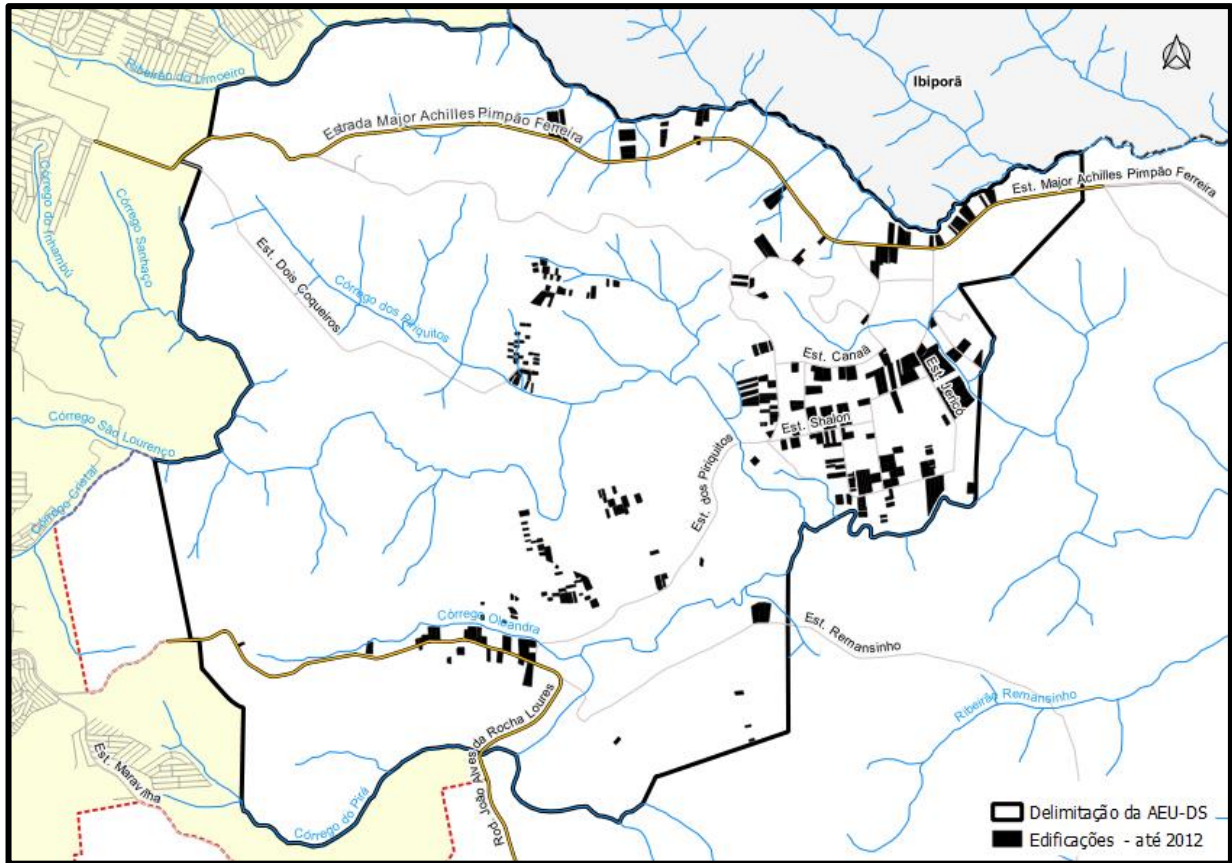 Ribeirão do Limoeiro
Ibiporã
Estrada Major Achilles Pimpão Ferreira
Est. Major Achilles Pimpão Ferreira
Córrego do Inhambú
Córrego Sanhaço
Est. Dois Coqueiros
Córrego dos Piriquitos
Est. Canaã
Est. Jericó
Est. Shalon
Córrego São Lourenço
Córrego Cristal
Est. dos Piriquitos
Córrego Oleandra
Est. Remansinho
Ribeirão Remansinho
Rod. João Alves da Rocha Loures
Est. Maravilha
Córrego do Pirá
Delimitação da AEU-DS
Edificações - até 2012